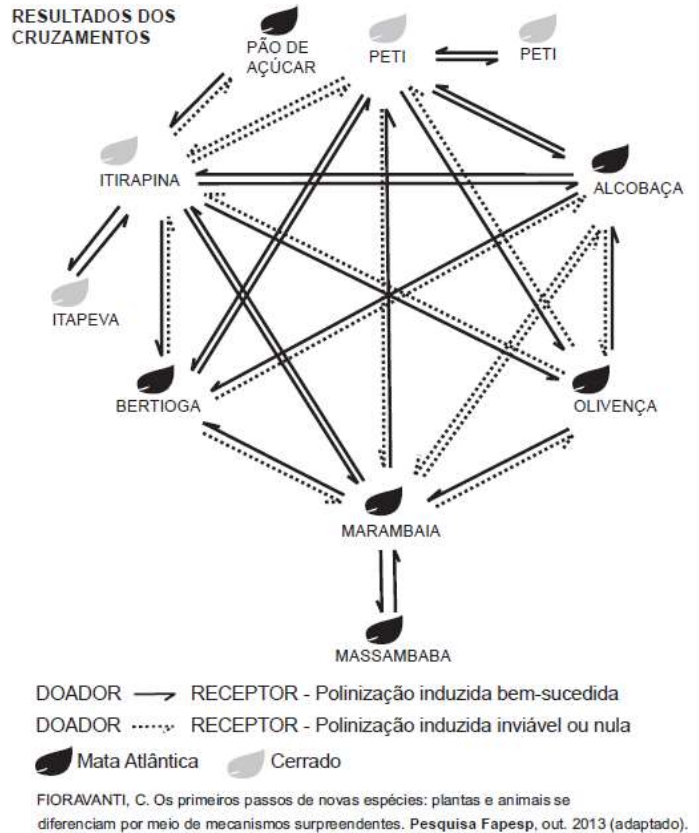 RESULTADOS DOS
CRUZAMENTOS
PÃO DE
AÇÚCAR
PETI
PETI
ITIRAPINA
ALCOBAÇA
ITAPEVA
BERTIOGA
OLIVENÇA
MARAMBAIA
MASSAMBABA
DOADOR RECEPTOR - Polinização induzida bem-sucedida
DOADOR RECEPTOR - Polinização induzida inviável ou nula
Mata Atlântica Cerrado
FIORAVANTI, C. Os primeiros passos de novas espécies: plantas e animais se
diferenciam por meio de mecanismos surpreendentes. Pesquisa Fapesp, out. 2013 (adaptado).